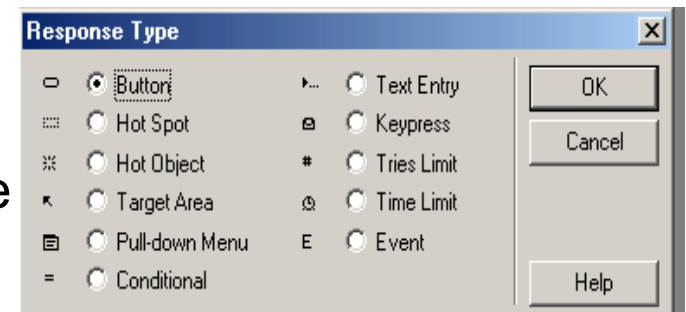 Response Type
Button
Hot Spot
Hot Object
Target Area
Pull-down Menu
Conditional
Text Entry
Keypress
# Tries Limit
Time Limit
E Event
OK
Cancel
Help
e